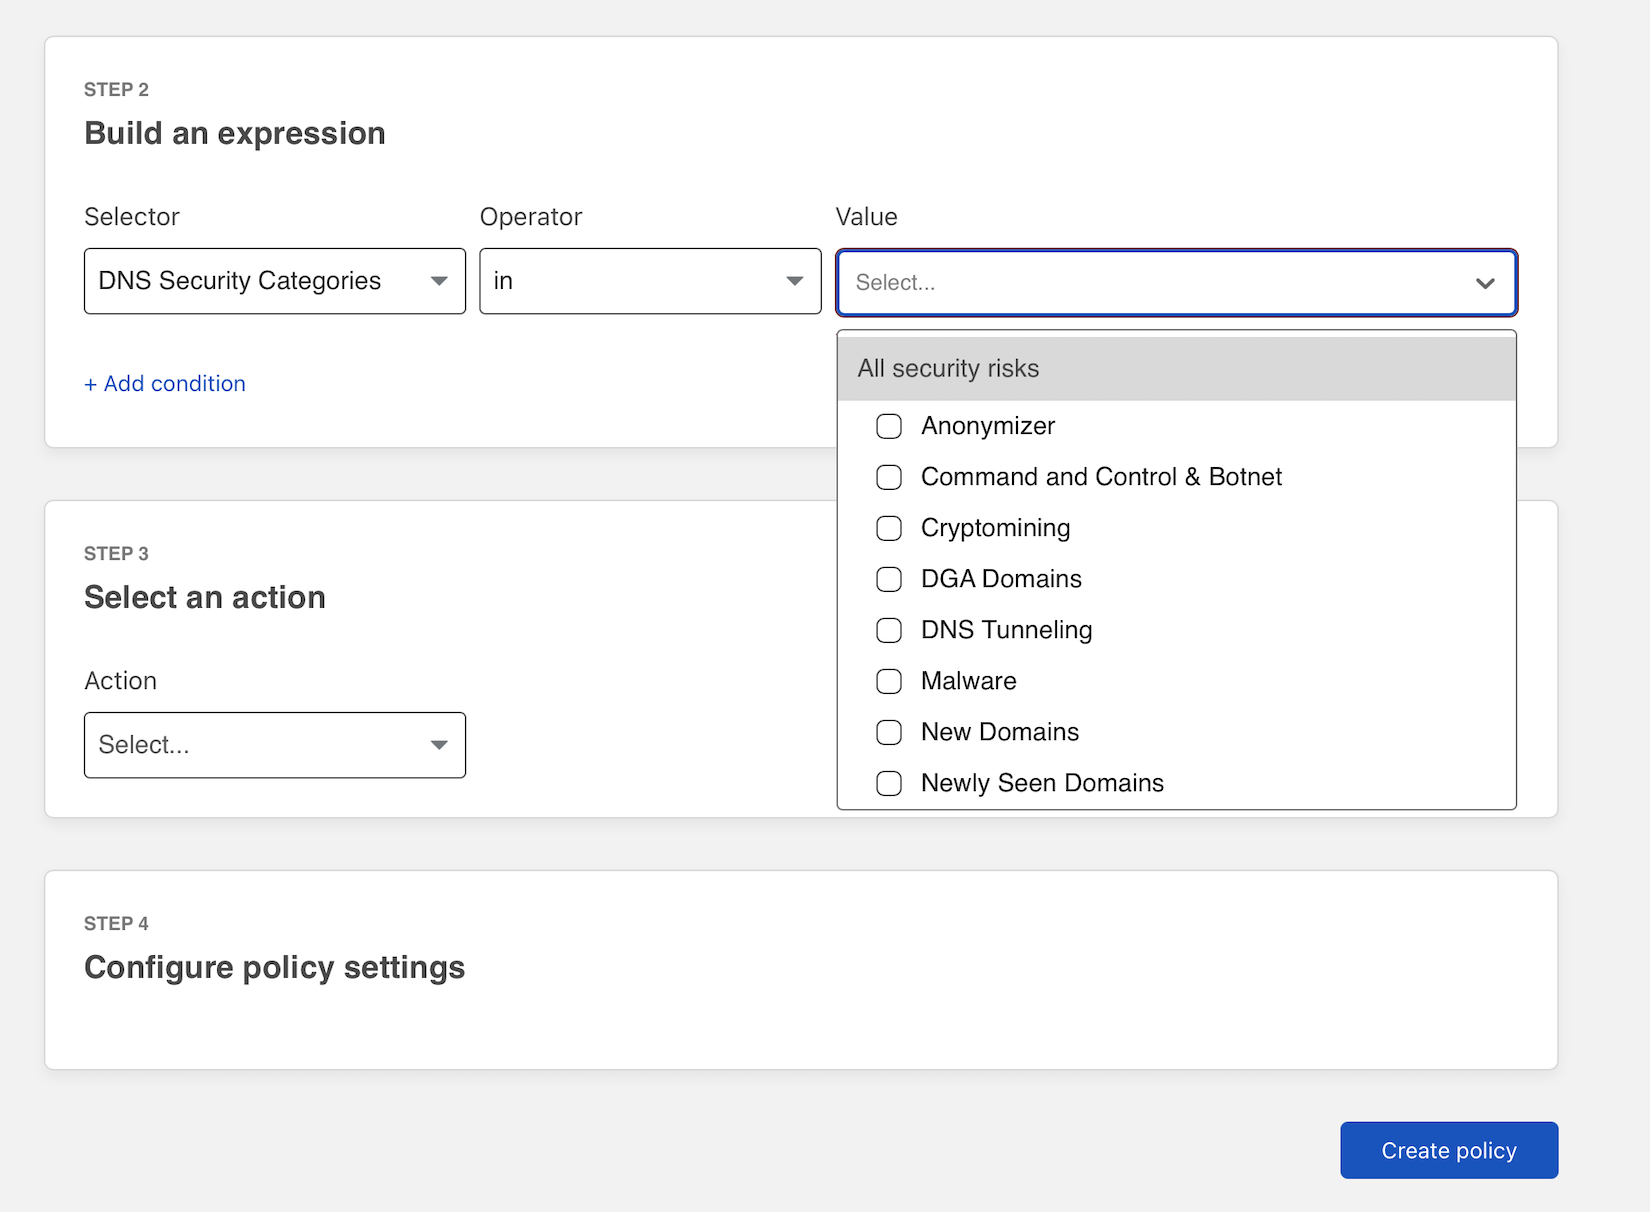 STEP 2
Build an expression
Selector
Operator
Value
DNS Security Categories
in
Select...
+ Add condition
All security risks
Anonymizer
Command and Control & Botnet
Cryptomining
DGA Domains
DNS Tunneling
Malware
New Domains
Newly Seen Domains
STEP 3
Select an action
Action
Select...
STEP 4
Configure policy settings
Create policy